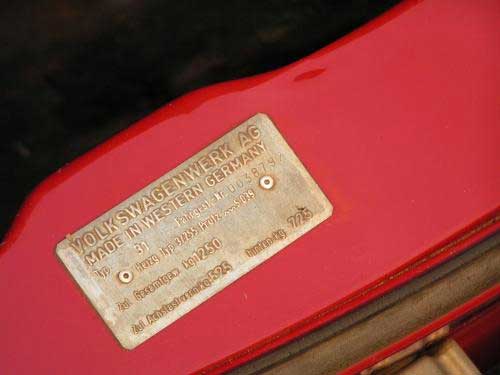 VOLKSWAGENWERK AG
MADE IN WESTERN GERMANY
Typ 31 Fahrgest.-Nr.
zul. Gesamtgew. kg 1250
zul. Achslasten vorn kg 525 hinten kg 725